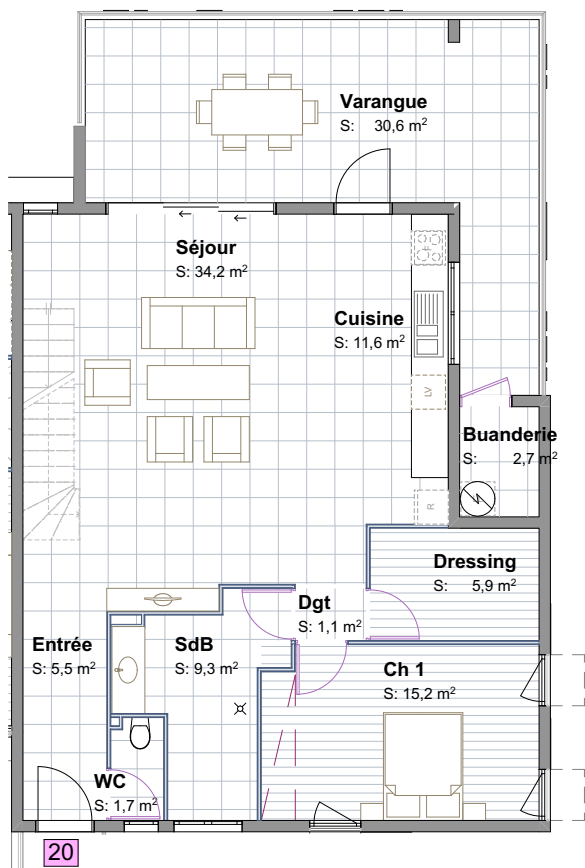 Varangue
S: 30,6 m²
Séjour
S: 34,2 m²
Cuisine
S: 11,6 m²
LV
Buanderie
S: 2,7 m²
R
Dressing
S: 5,9 m²
Dgt
S: 1,1 m²
Entrée
S: 5,5 m²
SdB
S: 9,3 m²
Ch 1
S: 15,2 m²
WC
S: 1,7 m²
20